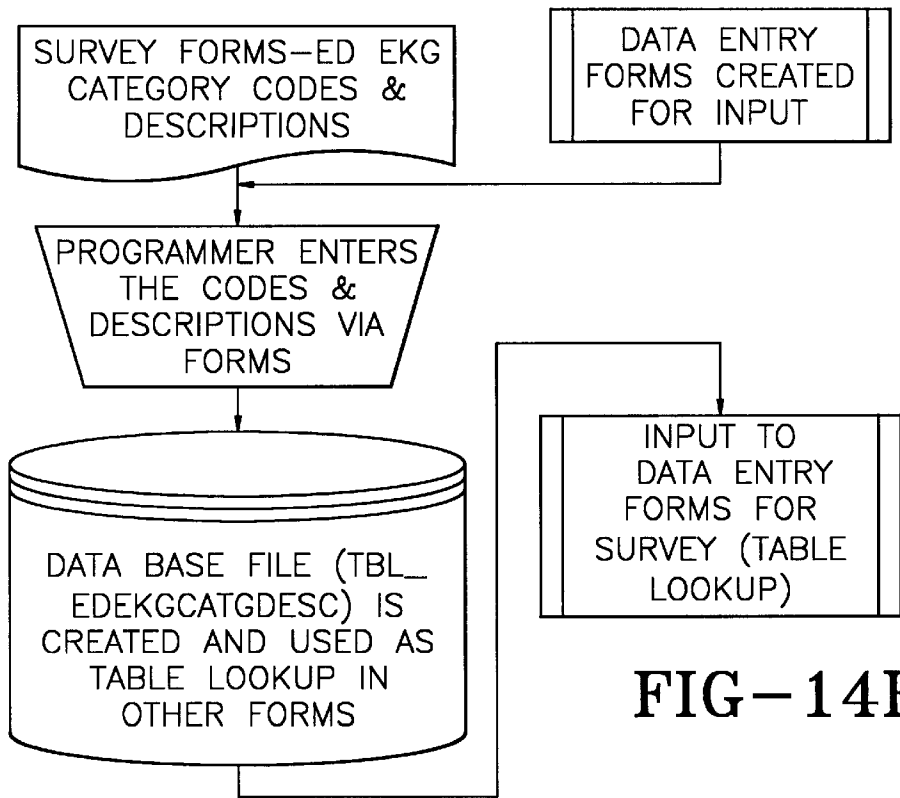 SURVEY FORMS-ED EKG
CATEGORY CODES &
DESCRIPTIONS
DATA ENTRY
FORMS CREATED
FOR INPUT
PROGRAMMER ENTERS
THE CODES &
DESCRIPTIONS VIA
FORMS
DATA BASE FILE (TBL_
EDEKGCATGDESC) IS
CREATED AND USED AS
TABLE LOOKUP IN
OTHER FORMS
INPUT TO
DATA ENTRY
FORMS FOR
SURVEY (TABLE
LOOKUP)